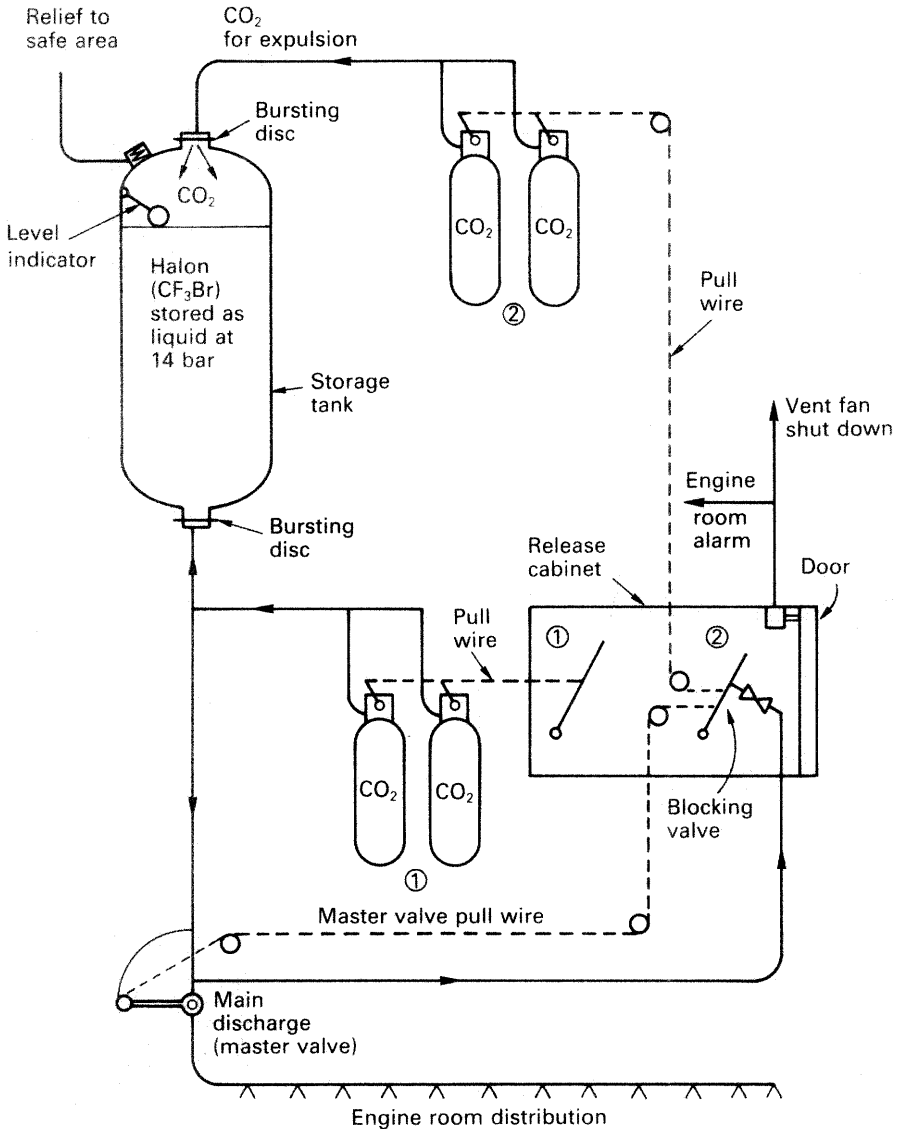 Relief to
safe area
CO₂
for expulsion
Bursting
disc
CO₂
Level
indicator
Halon
(CF₃Br)
stored as
liquid at
14 bar
Storage
tank
Bursting
disc
CO₂
CO₂
②
Pull
wire
Vent fan
shut down
Engine
room
alarm
Release
cabinet
Door
Pull
wire
①
②
CO₂
CO₂
①
Blocking
valve
Master valve pull wire
Main
discharge
(master valve)
Engine room distribution